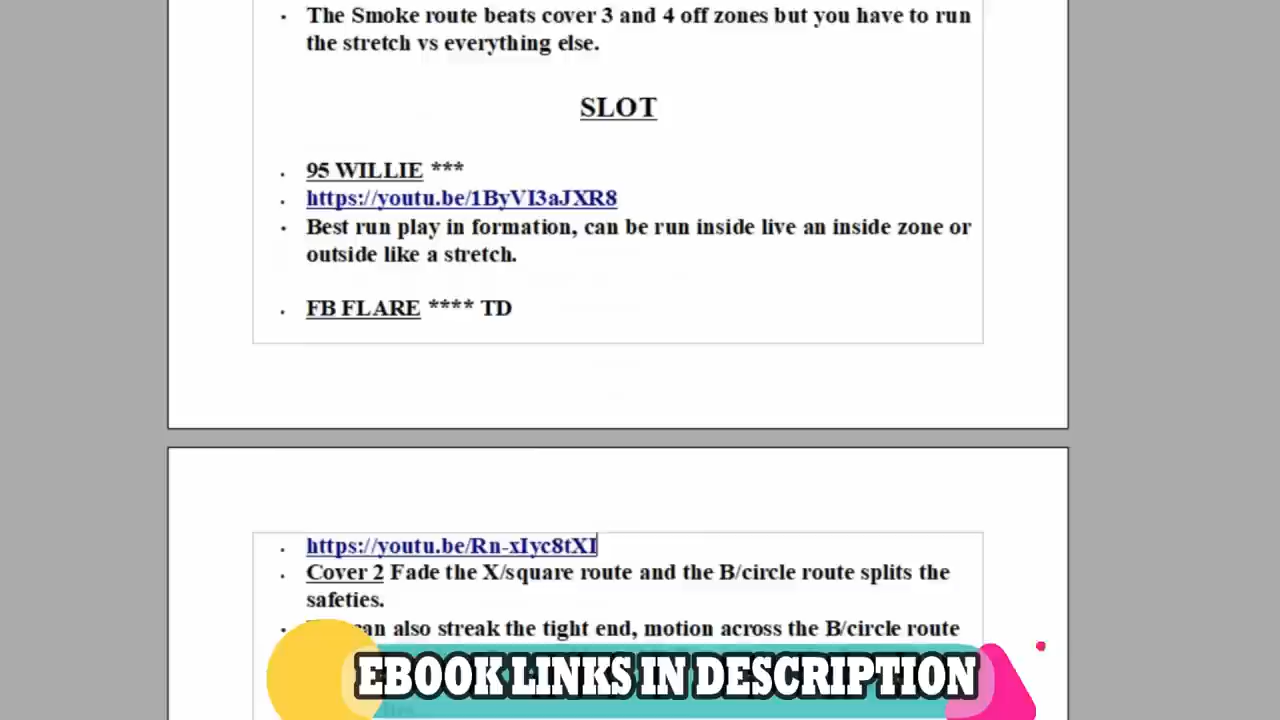 The Smoke route beats cover 3 and 4 off zones but you have to run
the stretch vs everything else.
SLOT
95 WILLIE ***
https://youtu.be/1ByVI3aJXR8
Best run play in formation, can be run inside live an inside zone or
outside like a stretch.
FB FLARE **** TD
https://youtu.be/Rn-xIyc8tXI
Cover 2 Fade the X/square route and the B/circle route splits the
safeties.
can also streak the tight end, motion across the B/circle route
EBOOK LINKS IN DESCRIPTION